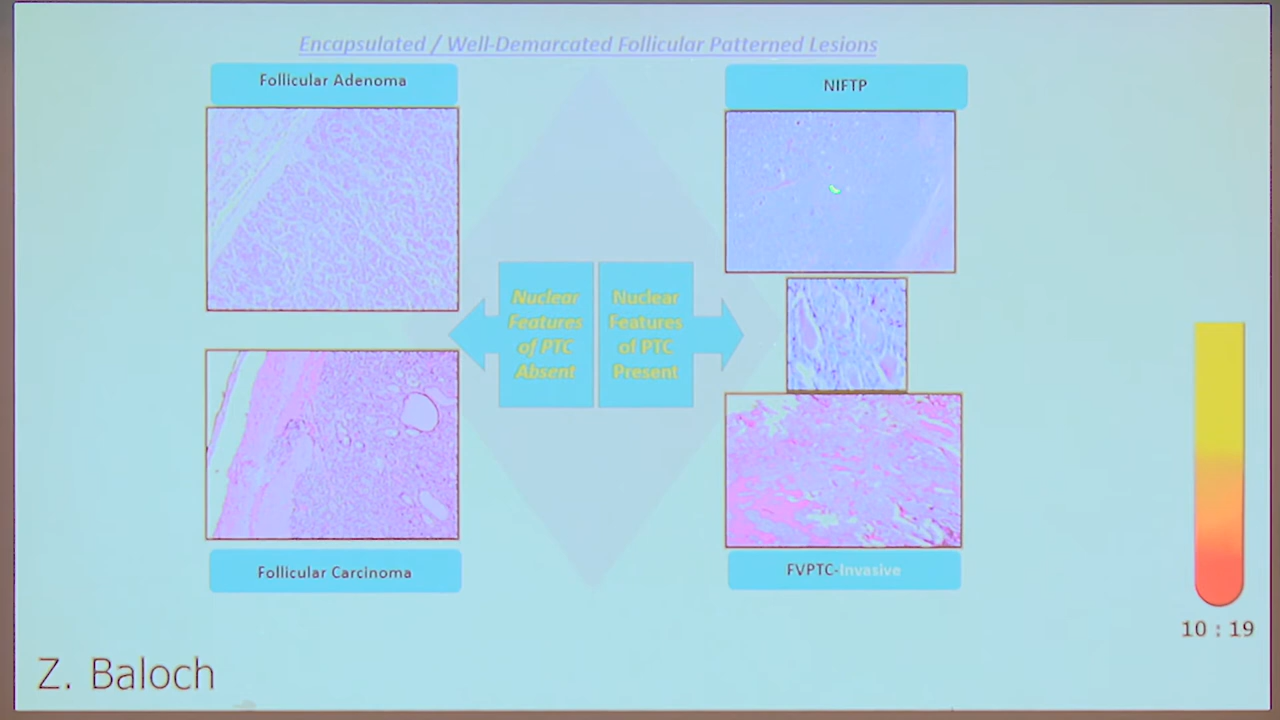 Encapsulated / Well-Demarcated Follicular Patterned Lesions
Follicular Adenoma
NIFTP
Nuclear
Features
of PTC
Absent
Nuclear
Features
of PTC
Present
Follicular Carcinoma
FVPTC-Invasive
10 : 19
Z. Baloch